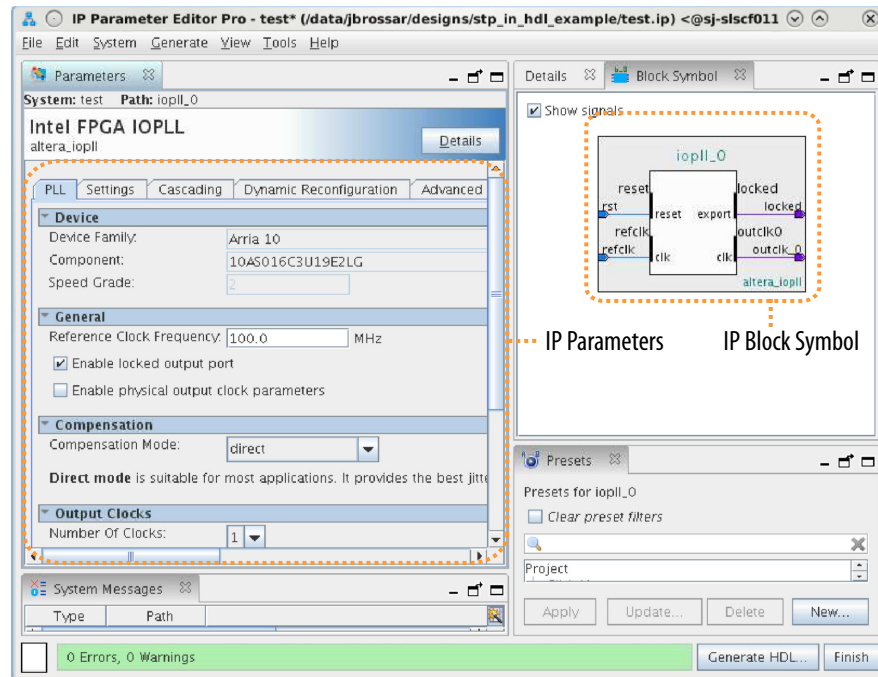 IP Parameter Editor Pro - test* (/data/jbrossar/designs/stp_in_hdl_example/test.ip) <@sj-slscf011
File Edit System Generate View Tools Help
Parameters
System: test Path: iopll_0
Intel FPGA IOPLL
altera_iopll
Details
PLL Settings Cascading Dynamic Reconfiguration Advanced
Device
Device Family: Arria 10
Component: 10AS016C3U19E2LG
Speed Grade: 2
General
Reference Clock Frequency: 100.0 MHz
Enable locked output port
Enable physical output clock parameters
Compensation
Compensation Mode: direct
Direct mode is suitable for most applications. It provides the best jitte
Output Clocks
Number Of Clocks: 1
System Messages
Type Path
0 Errors, 0 Warnings
Details Block Symbol
Show signals
iopll_0
reset locked
rst locked
reset export
refclk outclk0
refclk outclk_0
clk clk
altera_iopll
IP Parameters IP Block Symbol
Presets
Presets for iopll_0
Clear preset filters
Project
Apply Update... Delete New...
Generate HDL... Finish